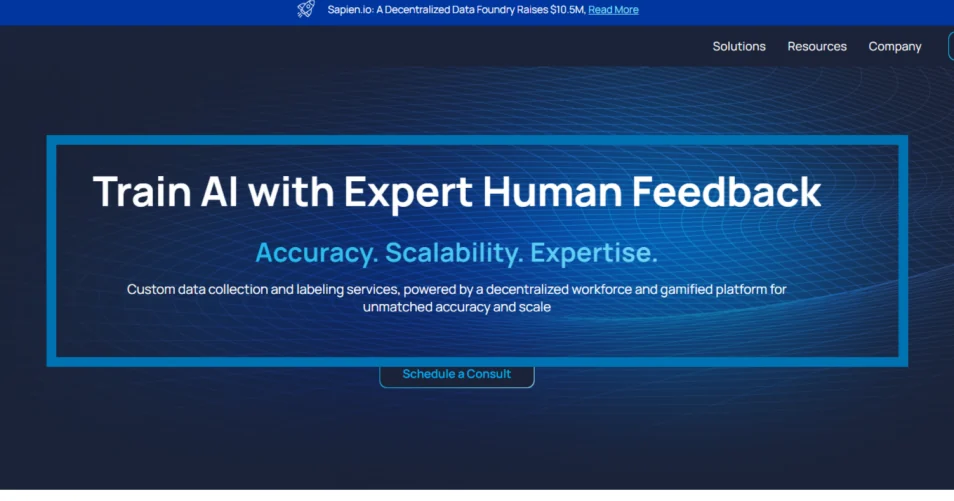 Sapien.io: A Decentralized Data Foundry Raises $10.5M, Read More
Solutions Resources Company
Train AI with Expert Human Feedback
Accuracy. Scalability. Expertise.
Custom data collection and labeling services, powered by a decentralized workforce and gamified platform for
unmatched accuracy and scale
Schedule a Consult